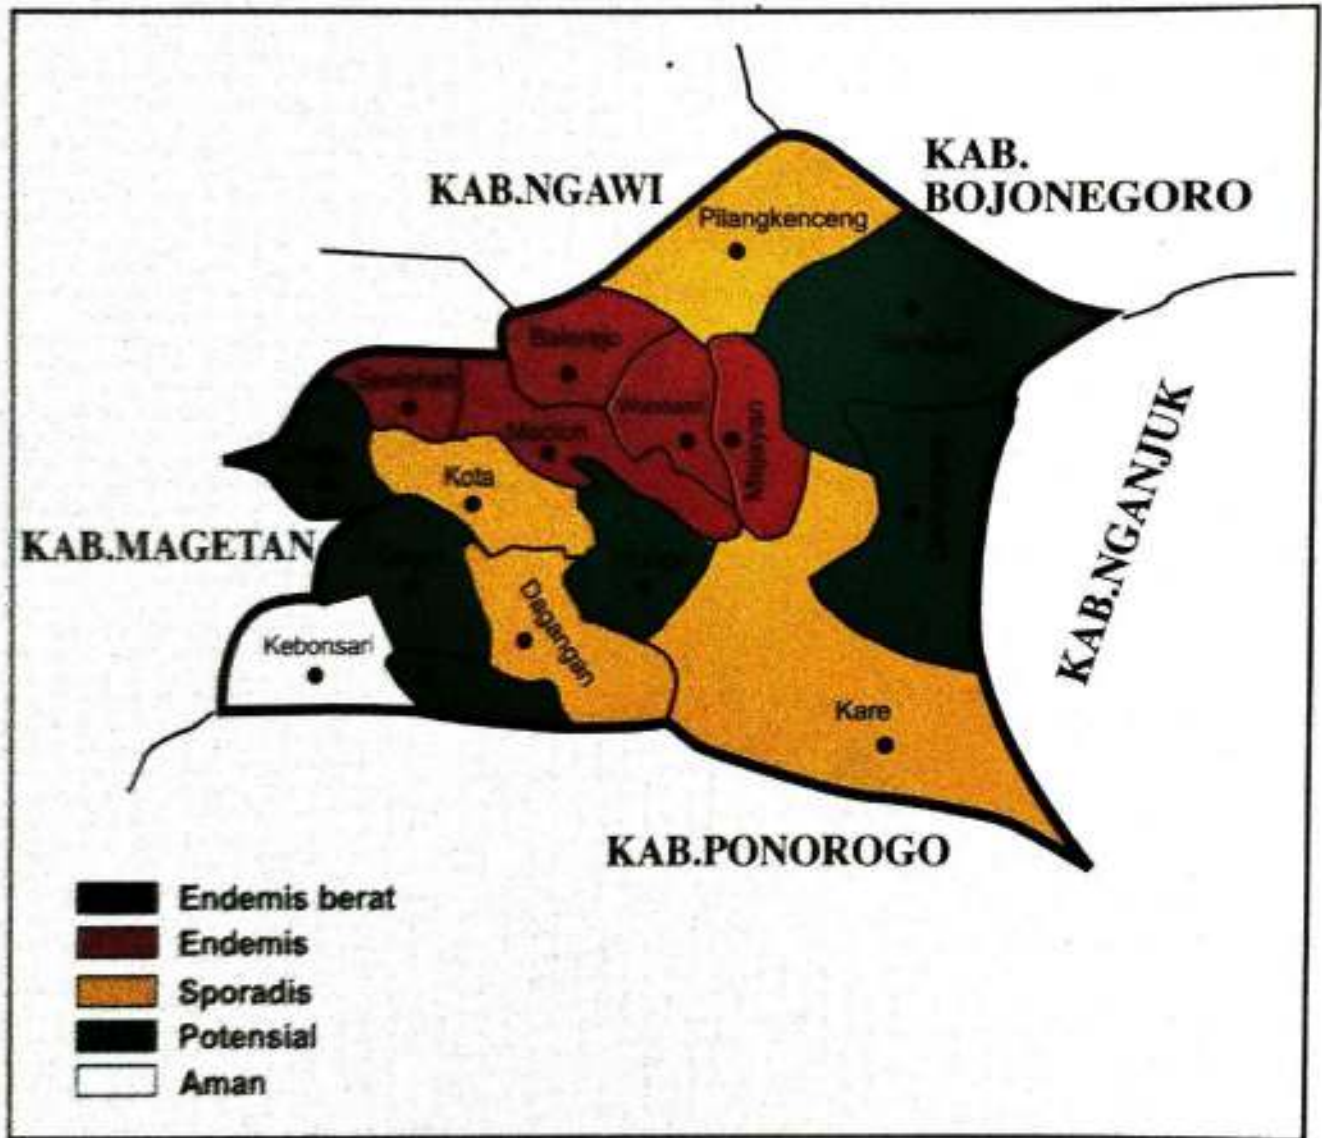 KAB.NGAWI
KAB.
BOJONEGORO
Pilangkenceng
Balerejo
Sawahan
Wonoasri
Madiun
Mejayan
Kota
KAB.MAGETAN
KAB.NGANJUK
Dagangan
Kebonsari
Kare
KAB.PONOROGO
Endemis berat
Endemis
Sporadis
Potensial
Aman